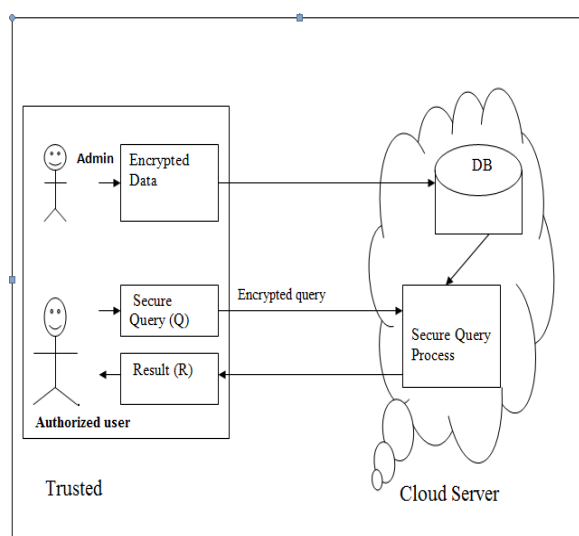 Admin
Encrypted
Data
DB
Secure
Query (Q)
Encrypted query
Secure Query
Process
Result (R)
Authorized user
Trusted
Cloud Server